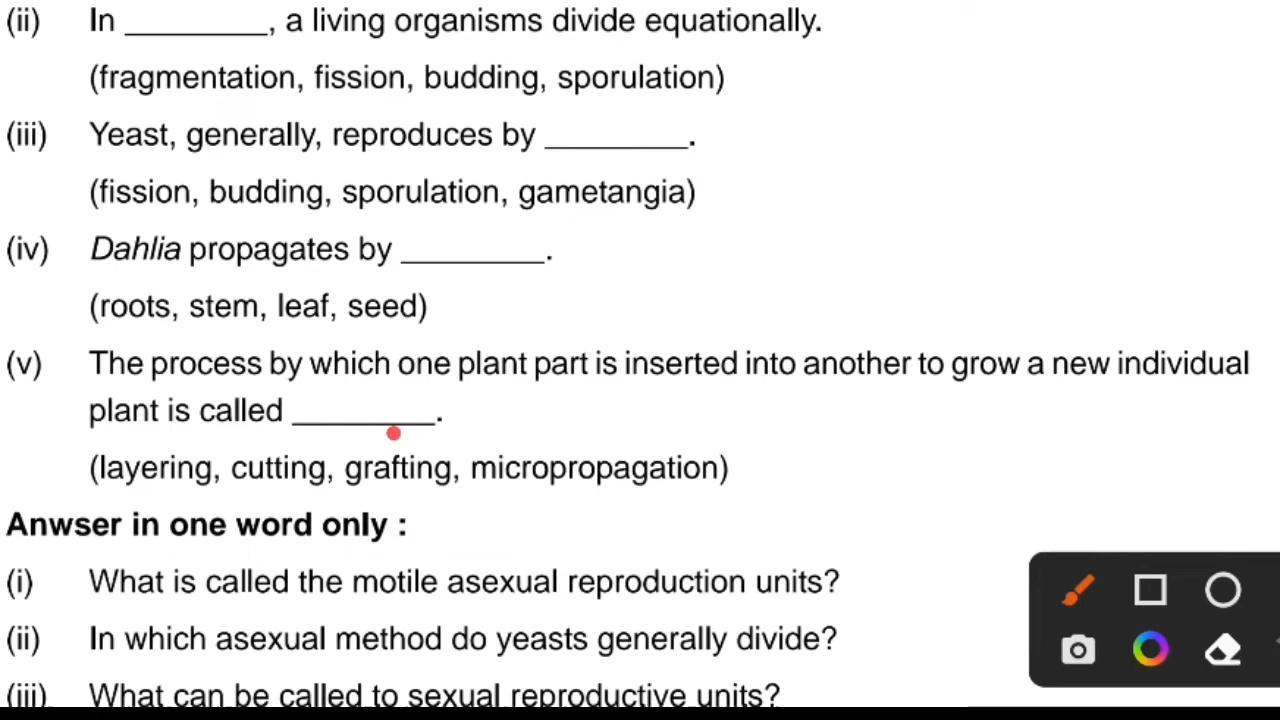 (ii) In ________, a living organisms divide equationally.
(fragmentation, fission, budding, sporulation)
(iii) Yeast, generally, reproduces by ________.
(fission, budding, sporulation, gametangia)
(iv) Dahlia propagates by ________.
(roots, stem, leaf, seed)
(v) The process by which one plant part is inserted into another to grow a new individual
plant is called ________.
(layering, cutting, grafting, micropropagation)
Anwser in one word only :
(i) What is called the motile asexual reproduction units?
(ii) In which asexual method do yeasts generally divide?
(iii) What can be called to sexual reproductive units?